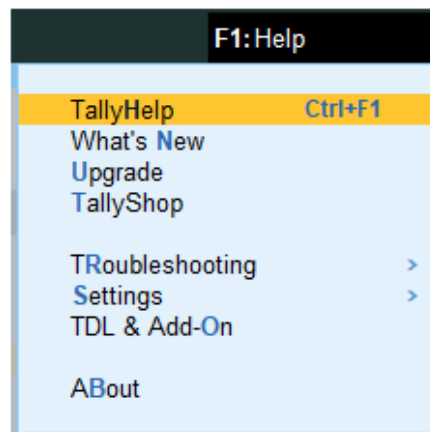 F1: Help
TallyHelp Ctrl+F1
What's New
Upgrade
TallyShop
TRoubleshooting >
Settings >
TDL & Add-On
ABout